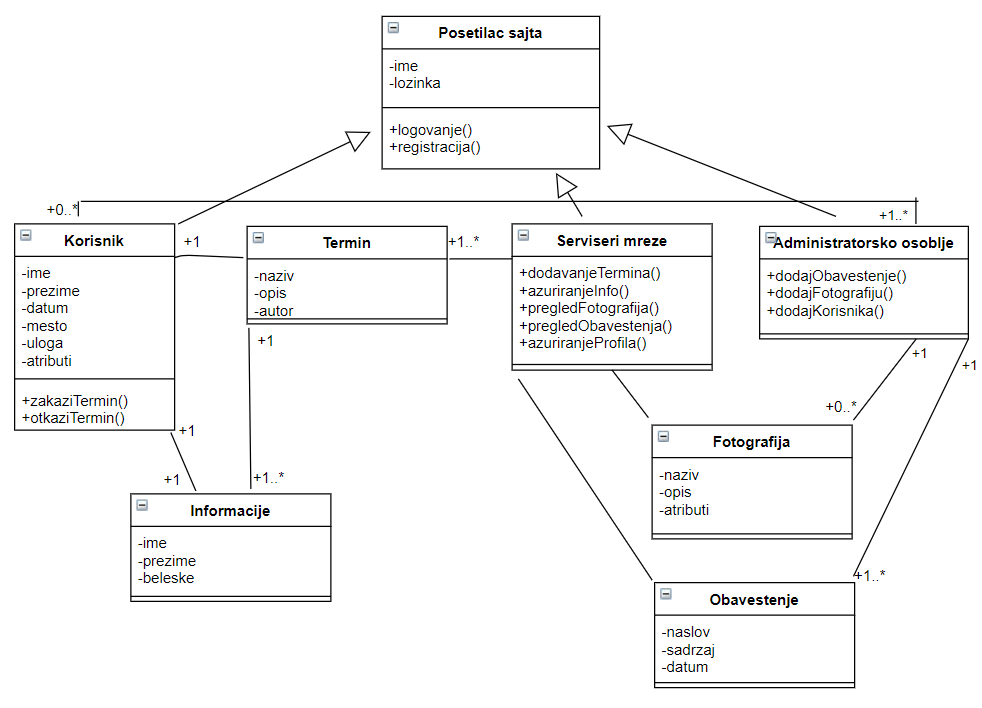 Posetilac sajta
-ime
-lozinka
+logovanje()
+registracija()
+0..*
+1..*
Korisnik
-ime
-prezime
-datum
-mesto
-uloga
-atributi
+zakaziTermin()
+otkaziTermin()
+1
Termin
-naziv
-opis
-autor
+1..*
Serviseri mreze
+dodavanjeTermina()
+azuriranjeInfo()
+pregledFotografija()
+pregledObavestenja()
+azuriranjeProfila()
Administratorsko osoblje
+dodajObavestenje()
+dodajFotografiju()
+dodajKorisnika()
+1
+1
+1
+0..*
+1
+1
+1..*
Fotografija
-naziv
-opis
-atributi
Informacije
-ime
-prezime
-beleske
+1..*
Obavestenje
-naslov
-sadrzaj
-datum